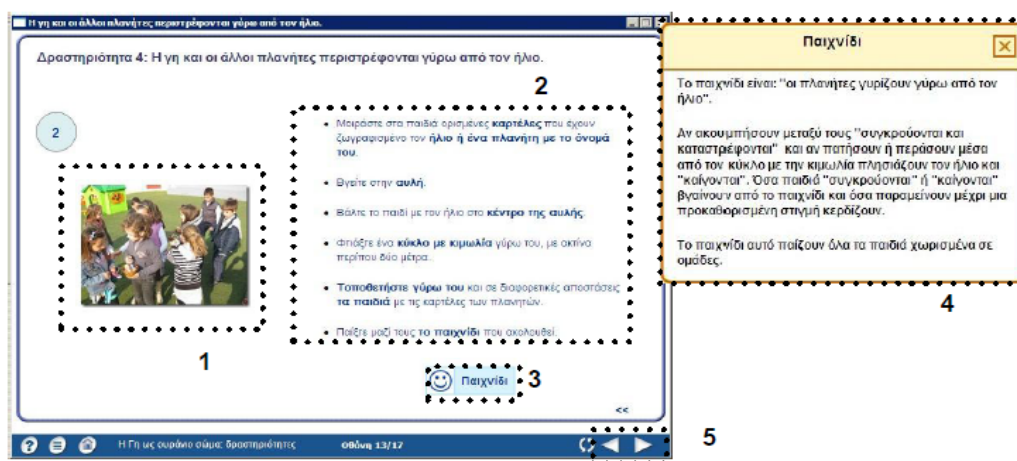 Η γη και οι άλλοι πλανήτες περιστρέφονται γύρω από τον ήλιο.
Δραστηριότητα 4: Η γη και οι άλλοι πλανήτες περιστρέφονται γύρω από τον ήλιο.
2
2
• Μοιράστε στα παιδιά ορισμένες καρτέλες που έχουν
ζωγραφισμένο τον ήλιο ή ένα πλανήτη με το όνομά
του.
• Βγείτε στην αυλή.
• Βάλτε το παιδί με τον ήλιο στο κέντρο της αυλής.
• Φτιάξτε ένα κύκλο με κιμωλία γύρω του, με ακτίνα
περίπου δύο μέτρα..
• Τοποθετήστε γύρω του και σε διαφορετικές αποστάσεις
τα παιδιά με τις καρτέλες των πλανητών.
• Παίξτε μαζί τους το παιχνίδι που ακολουθεί.
1
Παιχνίδι
3
<<
? Η Γη ως ουράνιο σώμα: δραστηριότητες Οθόνη 13/17
5
Παιχνίδι
Το παιχνίδι είναι: "οι πλανήτες γυρίζουν γύρω από τον
ήλιο".
Αν ακουμπήσουν μεταξύ τους "συγκρούονται και
καταστρέφονται" και αν πατήσουν ή περάσουν μέσα
από τον κύκλο με την κιμωλία πλησιάζουν τον ήλιο και
"καίγονται". Όσα παιδιά "συγκρούονται" ή "καίγονται"
βγαίνουν από το παιχνίδι και όσα παραμείνουν μέχρι μια
προκαθορισμένη στιγμή κερδίζουν.
Το παιχνίδι αυτό παίζουν όλα τα παιδιά χωρισμένα σε
ομάδες.
4